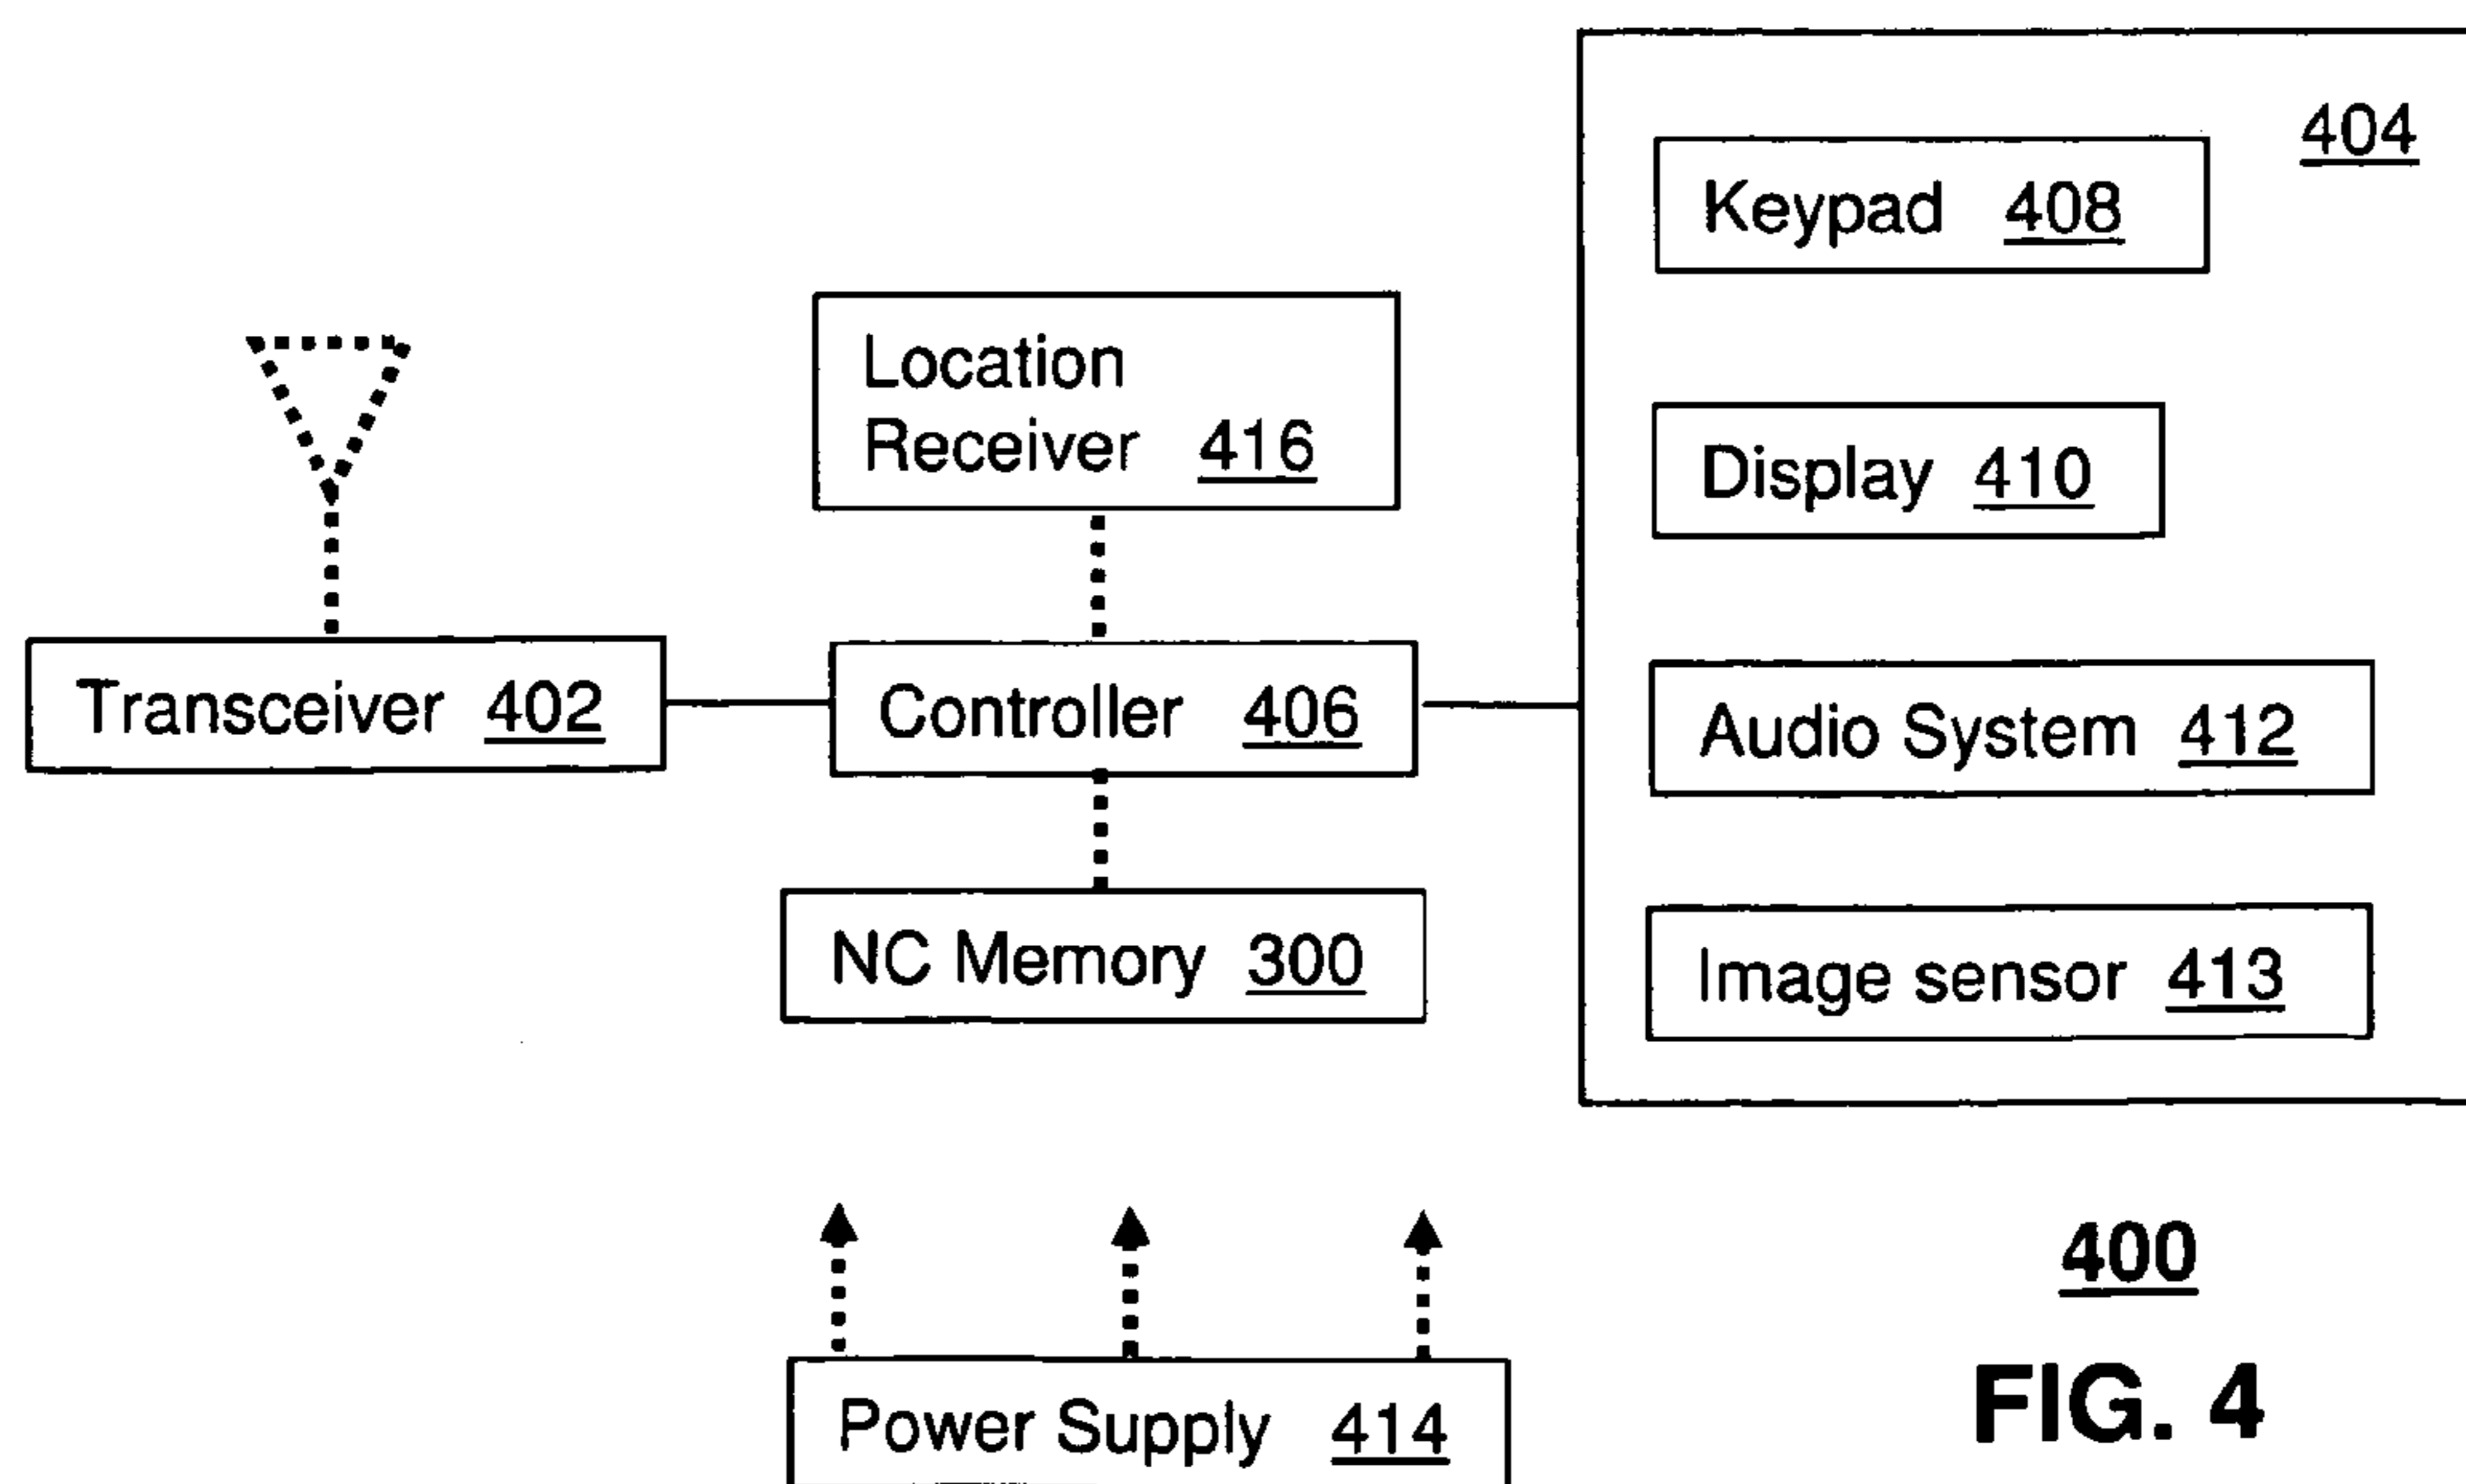 404
Keypad 408
Location
Receiver 416
Display 410
Transceiver 402
Controller 406
Audio System 412
NC Memory 300
Image sensor 413
400
Power Supply 414
FIG. 4